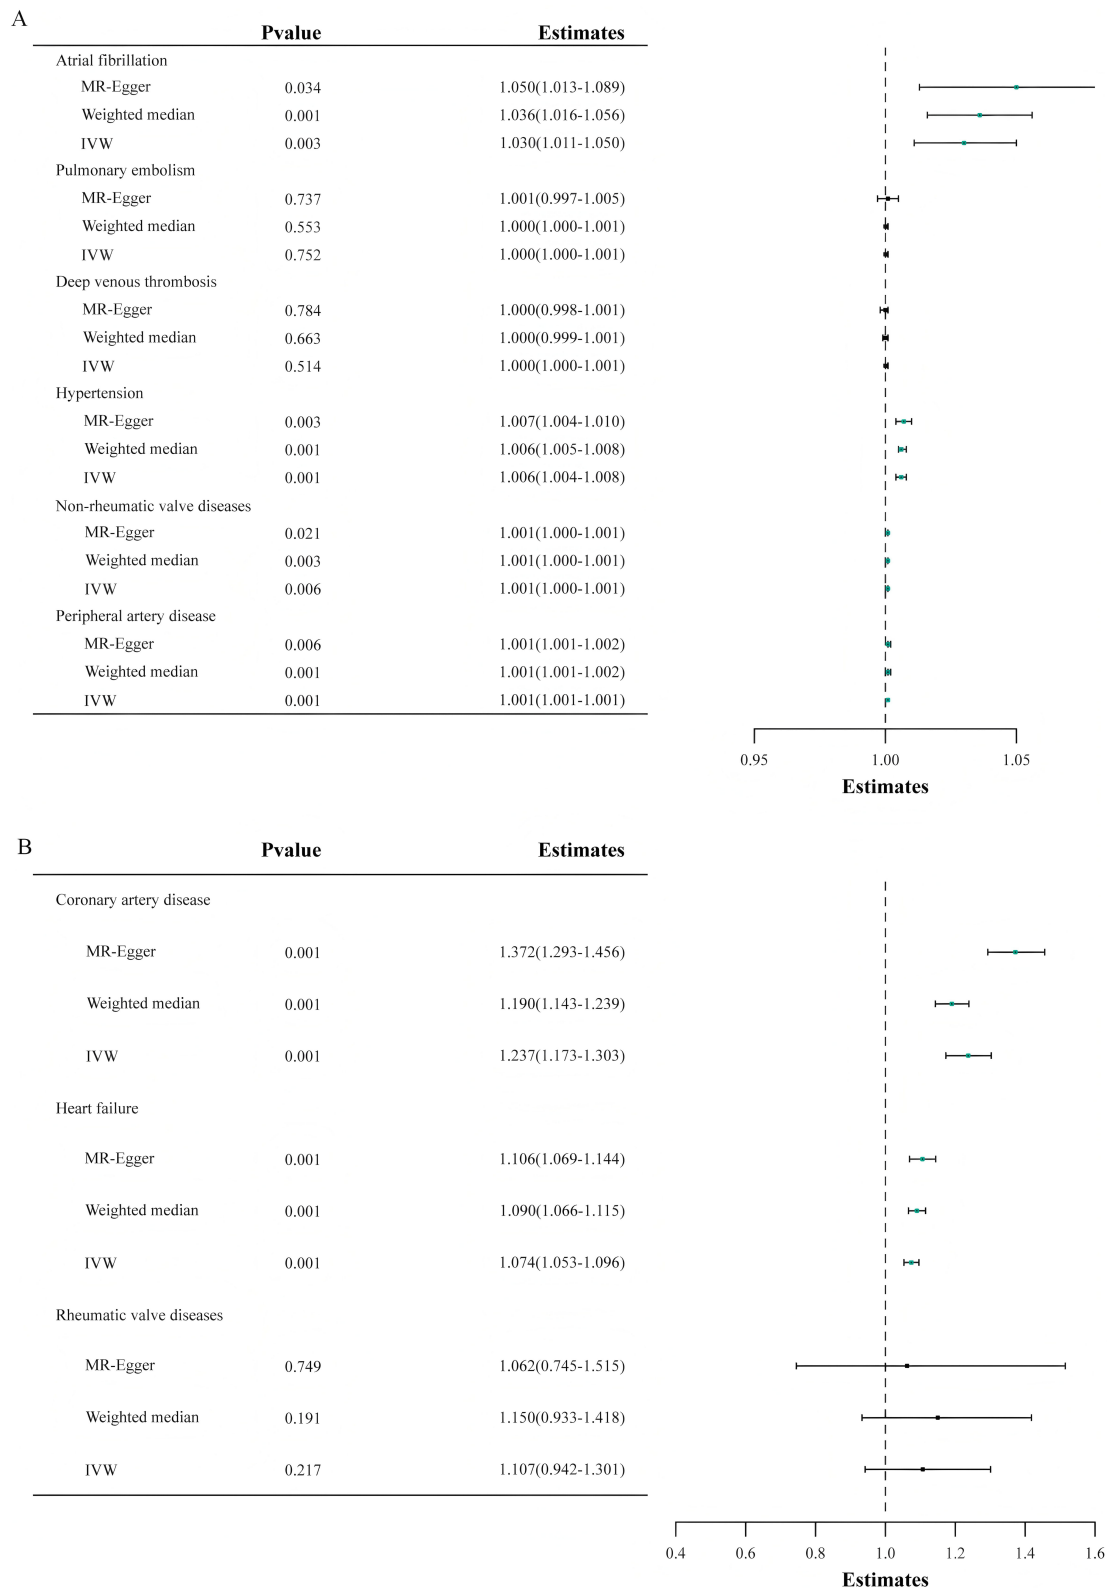 A
Pvalue Estimates
Atrial fibrillation
MR-Egger 0.034 1.050(1.013-1.089)
Weighted median 0.001 1.036(1.016-1.056)
IVW 0.003 1.030(1.011-1.050)
Pulmonary embolism
MR-Egger 0.737 1.001(0.997-1.005)
Weighted median 0.553 1.000(1.000-1.001)
IVW 0.752 1.000(1.000-1.001)
Deep venous thrombosis
MR-Egger 0.784 1.000(0.998-1.001)
Weighted median 0.663 1.000(0.999-1.001)
IVW 0.514 1.000(1.000-1.001)
Hypertension
MR-Egger 0.003 1.007(1.004-1.010)
Weighted median 0.001 1.006(1.005-1.008)
IVW 0.001 1.006(1.004-1.008)
Non-rheumatic valve diseases
MR-Egger 0.021 1.001(1.000-1.001)
Weighted median 0.003 1.001(1.000-1.001)
IVW 0.006 1.001(1.000-1.001)
Peripheral artery disease
MR-Egger 0.006 1.001(1.001-1.002)
Weighted median 0.001 1.001(1.001-1.002)
IVW 0.001 1.001(1.001-1.001)
0.95 1.00 1.05
Estimates
B
Pvalue Estimates
Coronary artery disease
MR-Egger 0.001 1.372(1.293-1.456)
Weighted median 0.001 1.190(1.143-1.239)
IVW 0.001 1.237(1.173-1.303)
Heart failure
MR-Egger 0.001 1.106(1.069-1.144)
Weighted median 0.001 1.090(1.066-1.115)
IVW 0.001 1.074(1.053-1.096)
Rheumatic valve diseases
MR-Egger 0.749 1.062(0.745-1.515)
Weighted median 0.191 1.150(0.933-1.418)
IVW 0.217 1.107(0.942-1.301)
0.4 0.6 0.8 1.0 1.2 1.4 1.6
Estimates